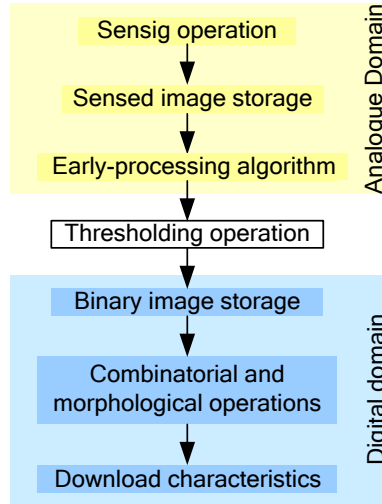 Sensig operation
Sensed image storage
Early-processing algorithm
Analogue Domain
Thresholding operation
Binary image storage
Combinatorial and
morphological operations
Download characteristics
Digital domain